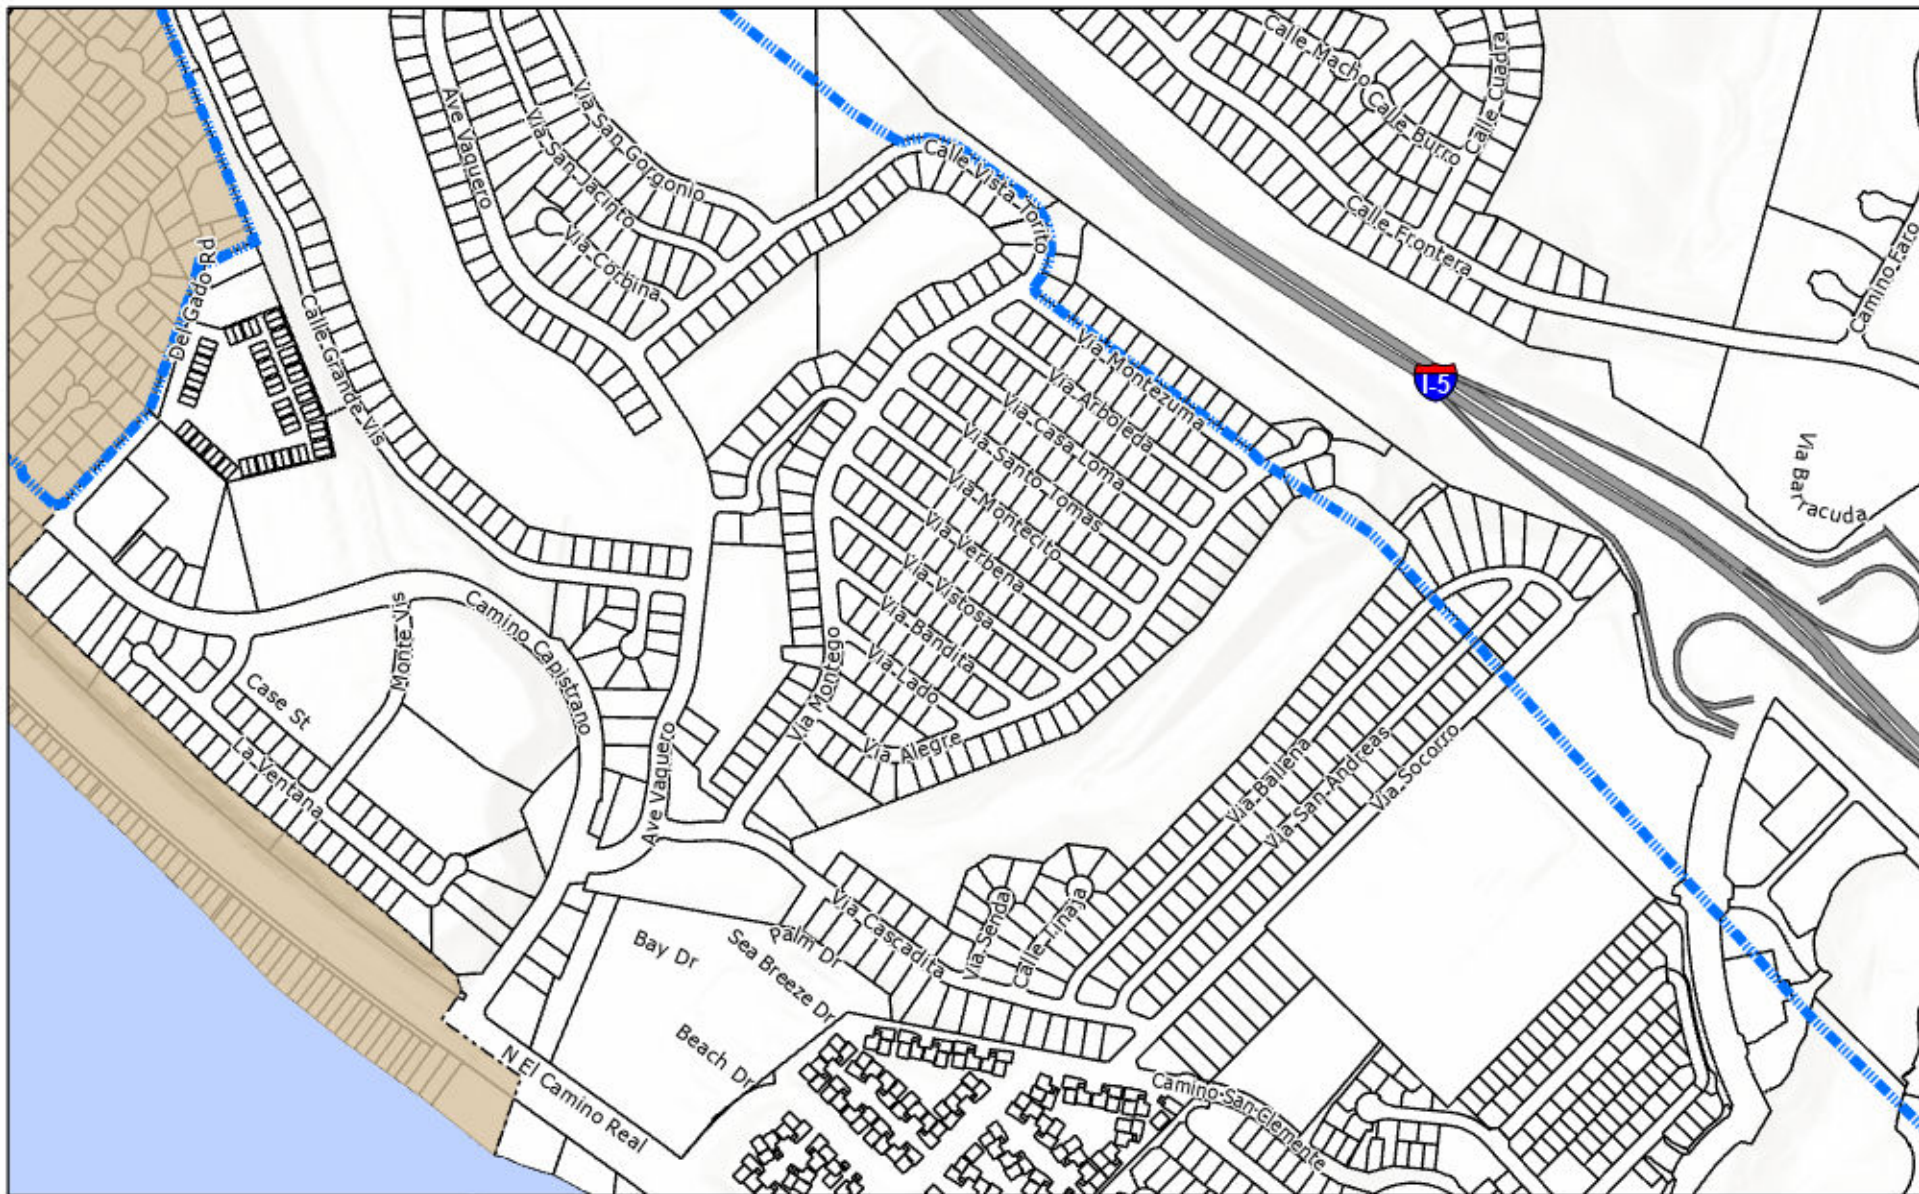 Calle Macho
Calle Burro
Calle Cuadra
Ave Vaquero
Via San Gorgonio
Via San Jacinto
Via Corbina
Calle Vista Torito
Calle Frontera
Camino Faro
Del Gado Rd
Calle Grande Vis
Via Montezuma
Via Arboleda
Via Casa Loma
Via Santo Tomas
Via Montecito
Via Verbena
Via Vistosa
Via Bandita
Via Lado
Via Alegre
Via Montego
I-5
Via Barracuda
Camino Capistrano
Monte Vis
Case St
La Ventana
Ave Vaquero
Via Ballena
Via San Andreas
Via Socorro
Via Cascadita
Via Senda
Calle Linaja
Palm Dr
Bay Dr
Sea Breeze Dr
Beach Dr
N El Camino Real
Camino San Clemente